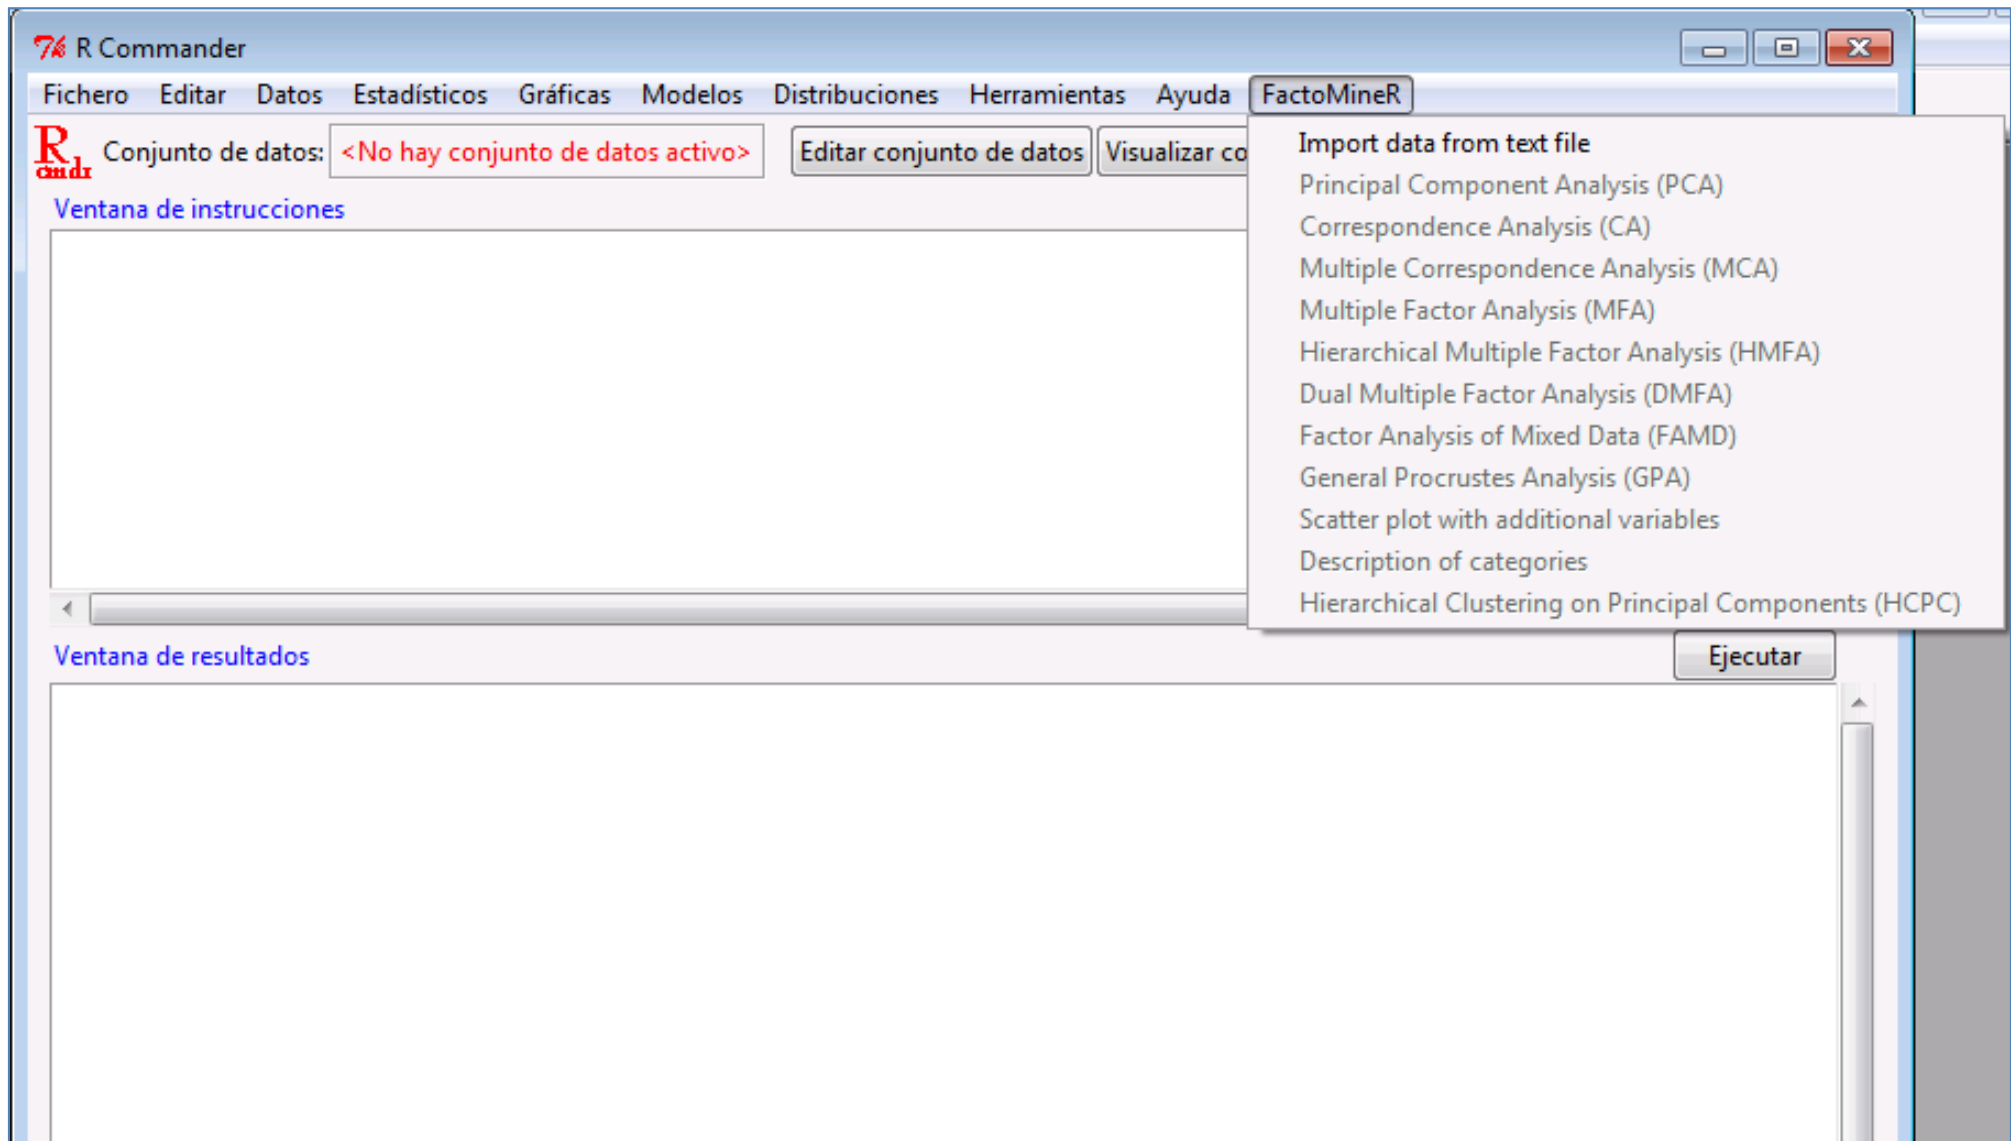 R Commander
Fichero Editar Datos Estadísticos Gráficas Modelos Distribuciones Herramientas Ayuda FactoMineR
R cmdr Conjunto de datos: <No hay conjunto de datos activo> Editar conjunto de datos Visualizar co
Import data from text file
Principal Component Analysis (PCA)
Correspondence Analysis (CA)
Multiple Correspondence Analysis (MCA)
Multiple Factor Analysis (MFA)
Hierarchical Multiple Factor Analysis (HMFA)
Dual Multiple Factor Analysis (DMFA)
Factor Analysis of Mixed Data (FAMD)
General Procrustes Analysis (GPA)
Scatter plot with additional variables
Description of categories
Hierarchical Clustering on Principal Components (HCPC)
Ventana de instrucciones
Ventana de resultados Ejecutar